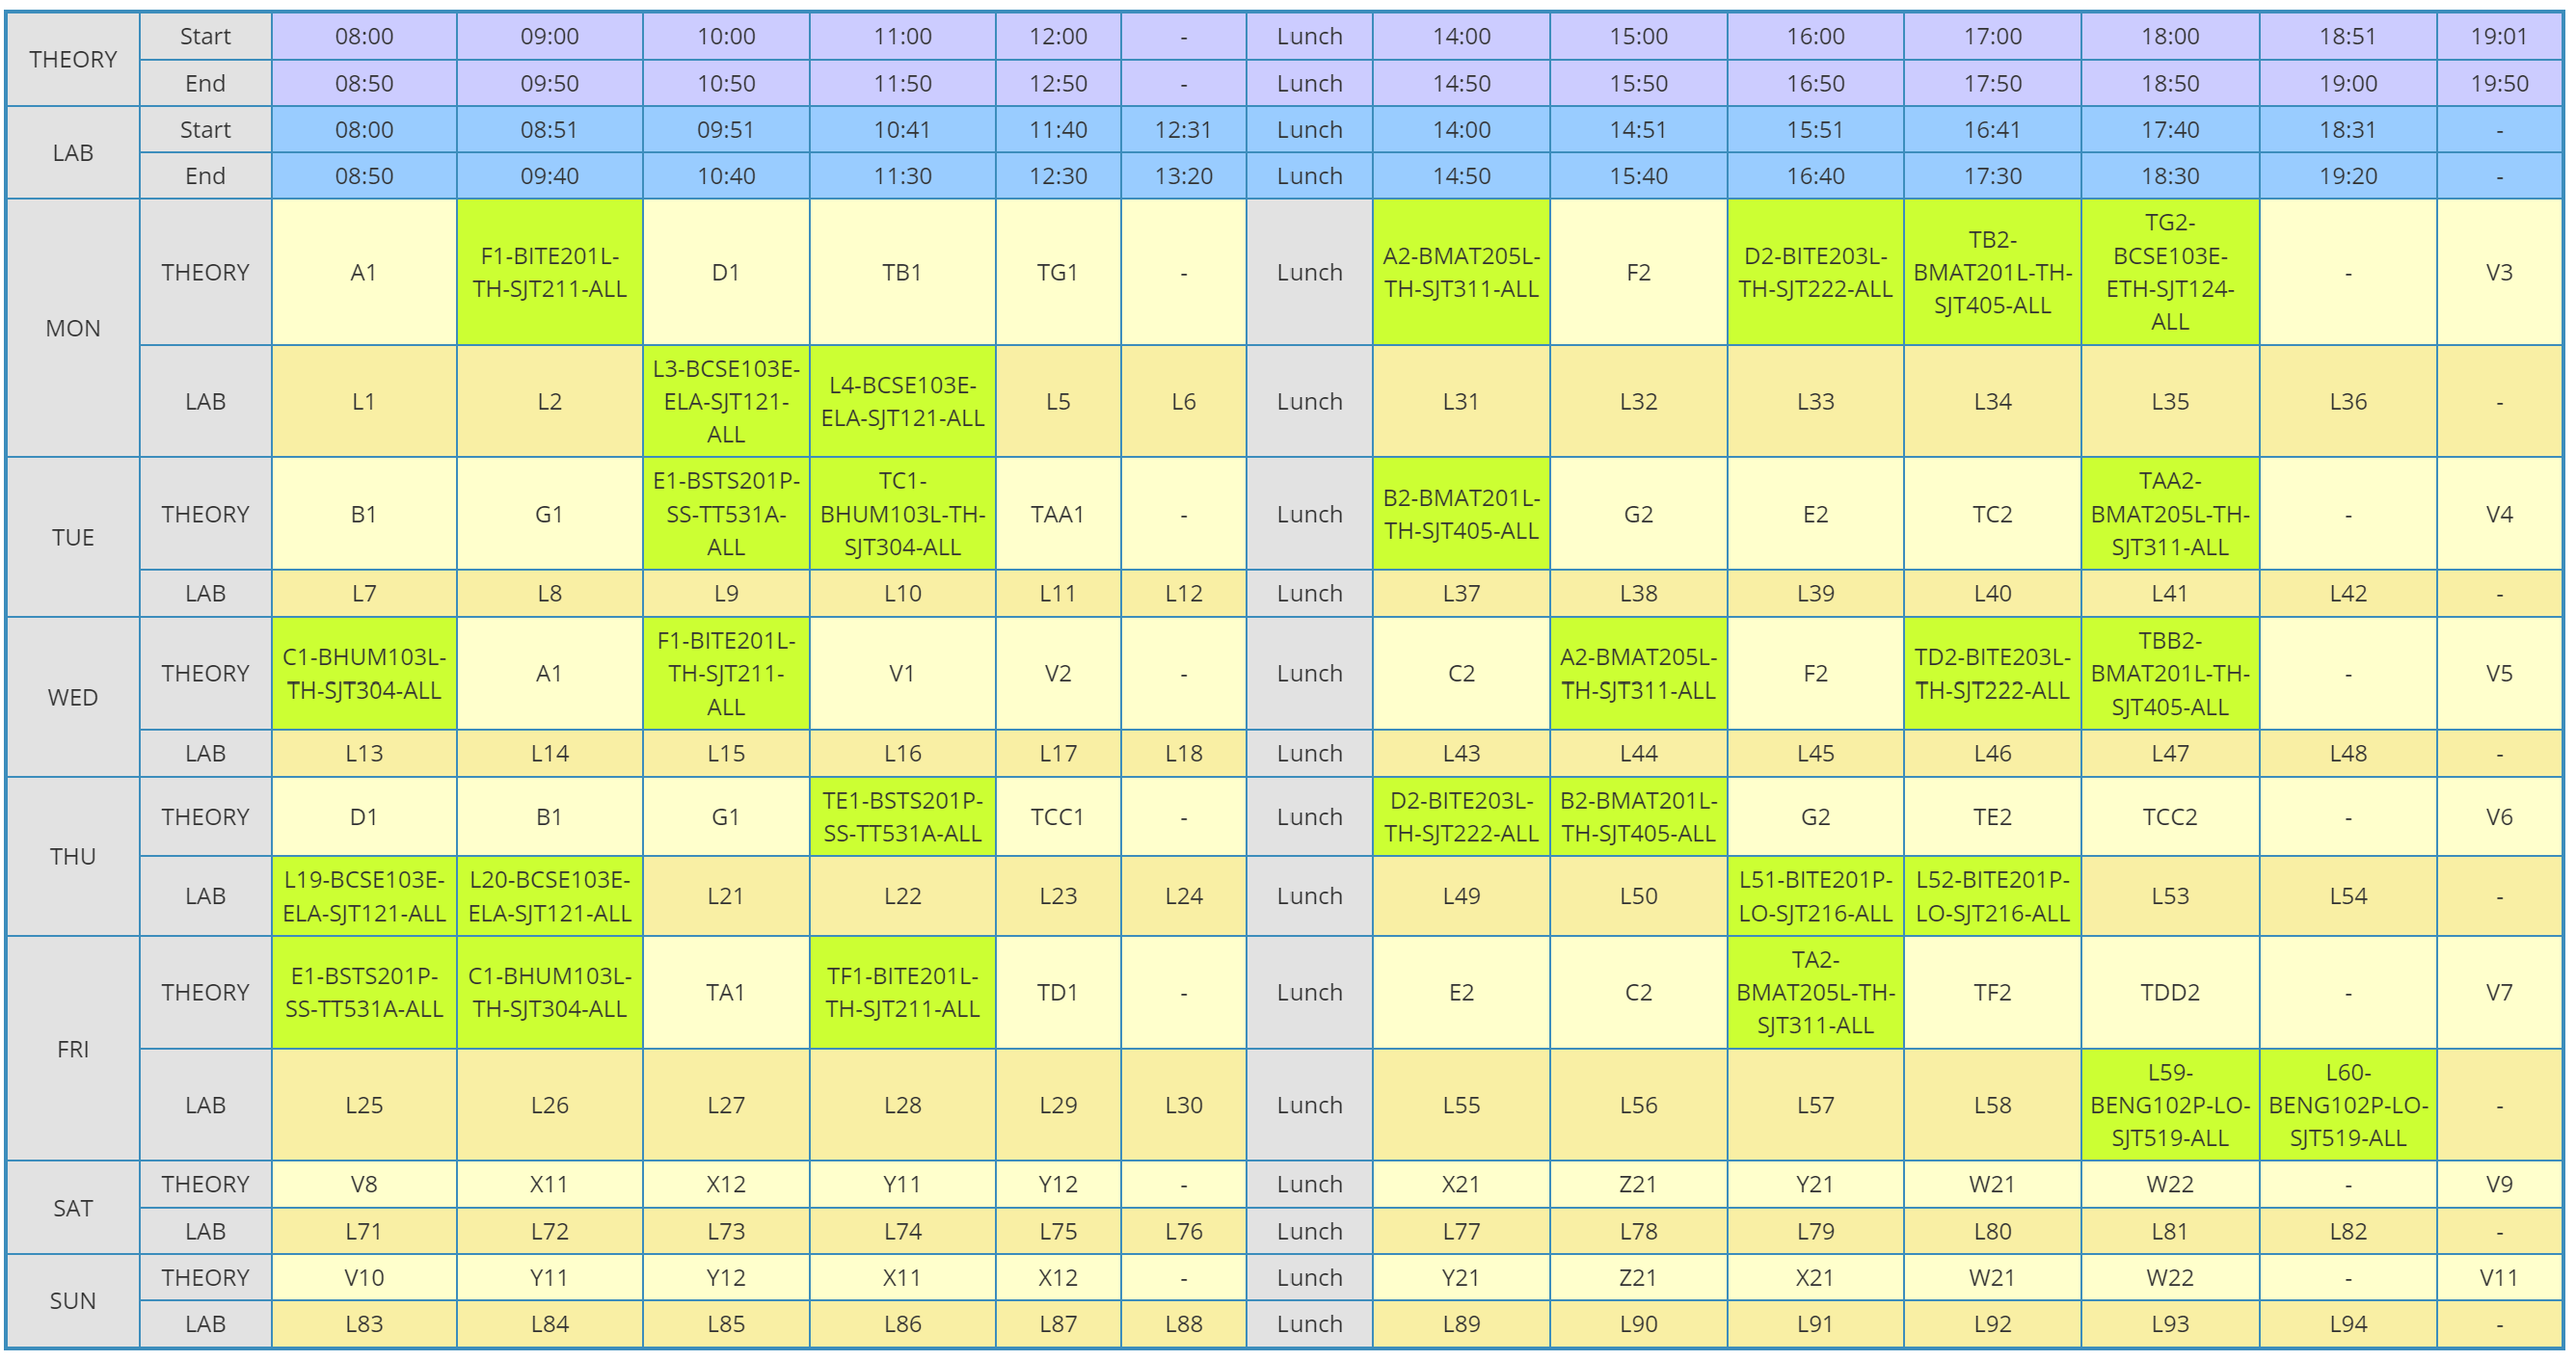 THEORY Start 08:00 09:00 10:00 11:00 12:00 - Lunch 14:00 15:00 16:00 17:00 18:00 18:51 19:01
End 08:50 09:50 10:50 11:50 12:50 - Lunch 14:50 15:50 16:50 17:50 18:50 19:00 19:50
LAB Start 08:00 08:51 09:51 10:41 11:40 12:31 Lunch 14:00 14:51 15:51 16:41 17:40 18:31 -
End 08:50 09:40 10:40 11:30 12:30 13:20 Lunch 14:50 15:40 16:40 17:30 18:30 19:20 -
MON THEORY A1 F1-BITE201L-TH-SJT211-ALL D1 TB1 TG1 - Lunch A2-BMAT205L-TH-SJT311-ALL F2 D2-BITE203L-TH-SJT222-ALL TB2-BMAT201L-TH-SJT405-ALL TG2-BCSE103E-ETH-SJT124-ALL - V3
LAB L1 L2 L3-BCSE103E-ELA-SJT121-ALL L4-BCSE103E-ELA-SJT121-ALL L5 L6 Lunch L31 L32 L33 L34 L35 L36 -
TUE THEORY B1 G1 E1-BSTS201P-SS-TT531A-ALL TC1-BHUM103L-TH-SJT304-ALL TAA1 - Lunch B2-BMAT201L-TH-SJT405-ALL G2 E2 TC2 TAA2-BMAT205L-TH-SJT311-ALL - V4
LAB L7 L8 L9 L10 L11 L12 Lunch L37 L38 L39 L40 L41 L42 -
WED THEORY C1-BHUM103L-TH-SJT304-ALL A1 F1-BITE201L-TH-SJT211-ALL V1 V2 - Lunch C2 A2-BMAT205L-TH-SJT311-ALL F2 TD2-BITE203L-TH-SJT222-ALL TBB2-BMAT201L-TH-SJT405-ALL - V5
LAB L13 L14 L15 L16 L17 L18 Lunch L43 L44 L45 L46 L47 L48 -
THU THEORY D1 B1 G1 TE1-BSTS201P-SS-TT531A-ALL TCC1 - Lunch D2-BITE203L-TH-SJT222-ALL B2-BMAT201L-TH-SJT405-ALL G2 TE2 TCC2 - V6
LAB L19-BCSE103E-ELA-SJT121-ALL L20-BCSE103E-ELA-SJT121-ALL L21 L22 L23 L24 Lunch L49 L50 L51-BITE201P-LO-SJT216-ALL L52-BITE201P-LO-SJT216-ALL L53 L54 -
FRI THEORY E1-BSTS201P-SS-TT531A-ALL C1-BHUM103L-TH-SJT304-ALL TA1 TF1-BITE201L-TH-SJT211-ALL TD1 - Lunch E2 C2 TA2-BMAT205L-TH-SJT311-ALL TF2 TDD2 - V7
LAB L25 L26 L27 L28 L29 L30 Lunch L55 L56 L57 L58 L59-BENG102P-LO-SJT519-ALL L60-BENG102P-LO-SJT519-ALL -
SAT THEORY V8 X11 X12 Y11 Y12 - Lunch X21 Z21 Y21 W21 W22 - V9
LAB L71 L72 L73 L74 L75 L76 Lunch L77 L78 L79 L80 L81 L82 -
SUN THEORY V10 Y11 Y12 X11 X12 - Lunch Y21 Z21 X21 W21 W22 - V11
LAB L83 L84 L85 L86 L87 L88 Lunch L89 L90 L91 L92 L93 L94 -